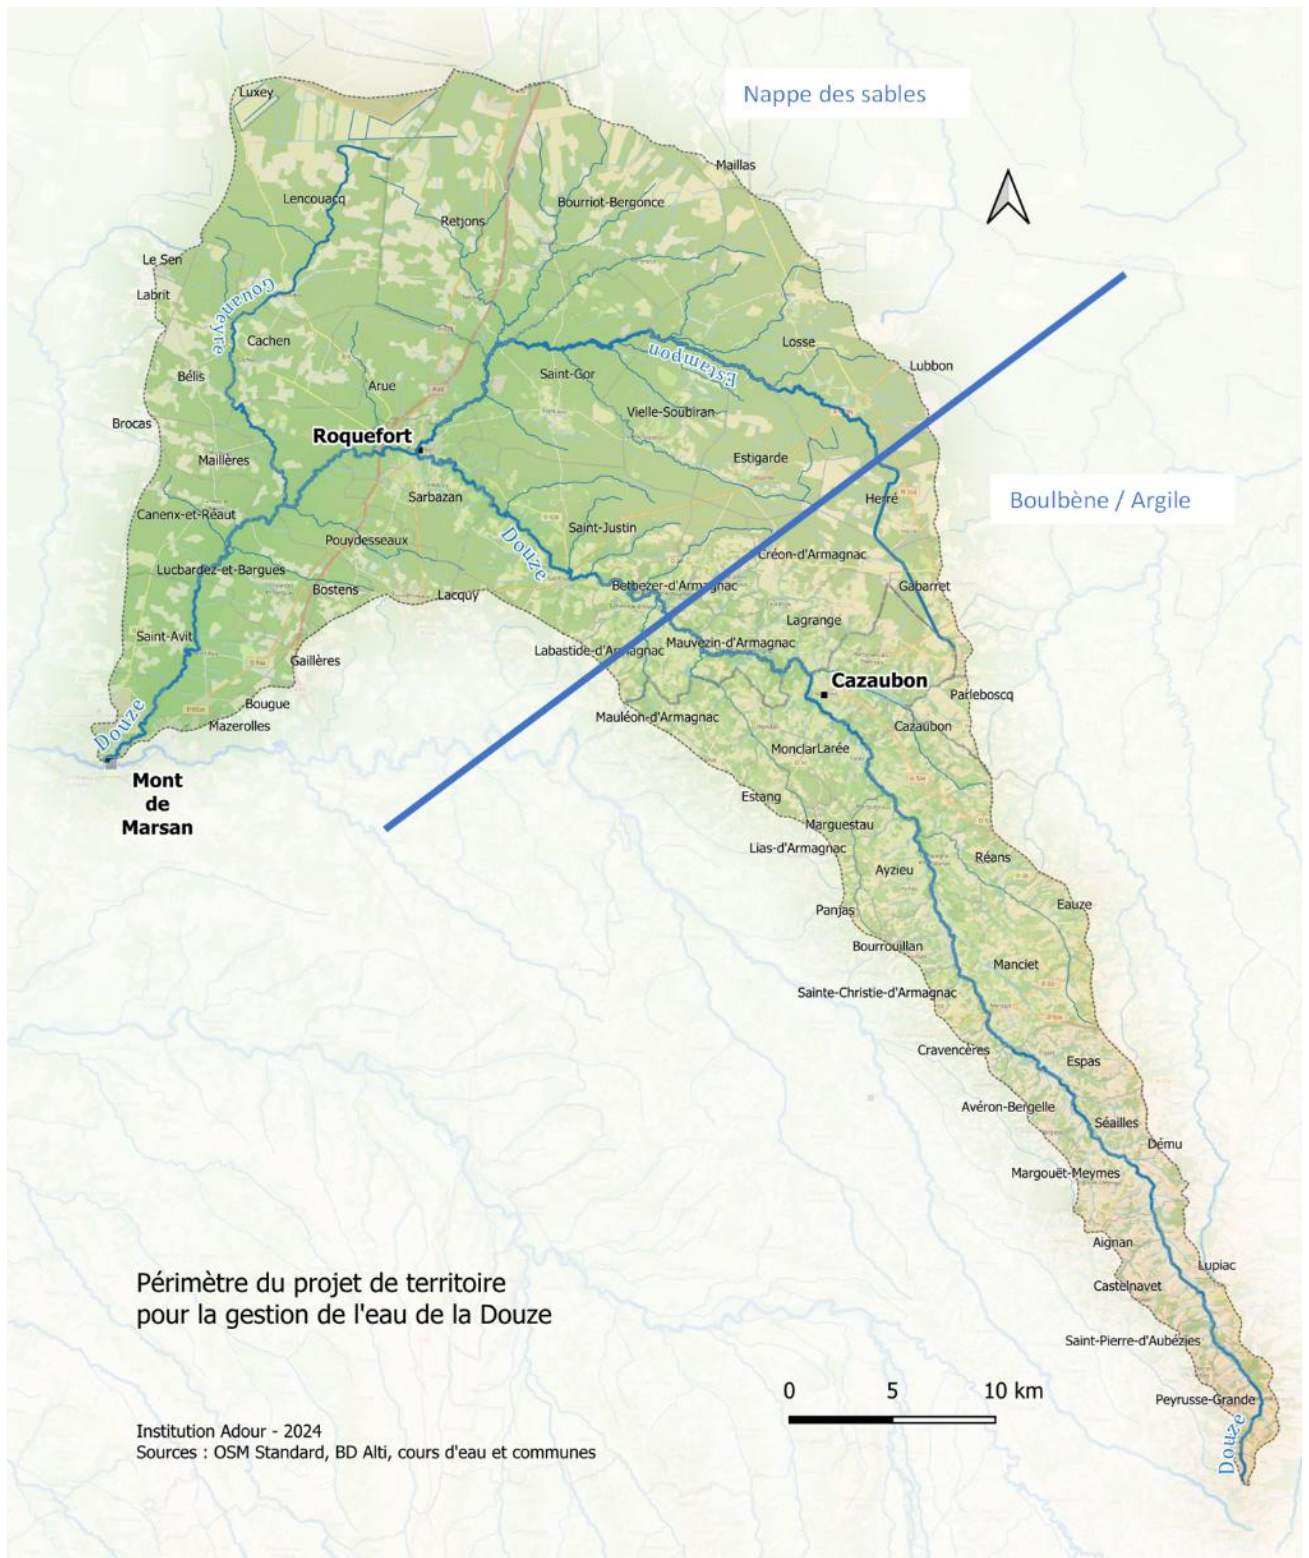 Nappe des sables
Luxey
Maillas
Lencouacq
Bourriot-Bergonce
Retjons
Le Sen
Labrit
Gouaneyre
Cachen
Losse
Estampon
Lubbon
Bélis
Arue
Saint-Gor
Vielle-Soubiran
Brocas
Roquefort
Maillères
Estigarde
Sarbazan
Herré
Boulbène / Argile
Canenx-et-Réaut
Saint-Justin
Pouydesseaux
Douze
Créon-d'Armagnac
Lucbardez-et-Bargues
Bostens
Lacquy
Betbezer-d'Armagnac
Gabarret
Lagrange
Saint-Avit
Mauvezin-d'Armagnac
Labastide-d'Armagnac
Gaillères
Cazaubon
Parleboscq
Bougue
Mauléon-d'Armagnac
Cazaubon
Mazerolles
Douze
Monclar
Larée
Mont
de
Marsan
Estang
Marguestau
Lias-d'Armagnac
Réans
Ayzieu
Eauze
Panjas
Bourrouillan
Manciet
Sainte-Christie-d'Armagnac
Cravencères
Espas
Avéron-Bergelle
Séailles
Dému
Margouët-Meymes
Aignan
Lupiac
Castelnavet
Saint-Pierre-d'Aubézies
Peyrusse-Grande
Douze
Périmètre du projet de territoire
pour la gestion de l'eau de la Douze
0 5 10 km
Institution Adour - 2024
Sources : OSM Standard, BD Alti, cours d'eau et communes